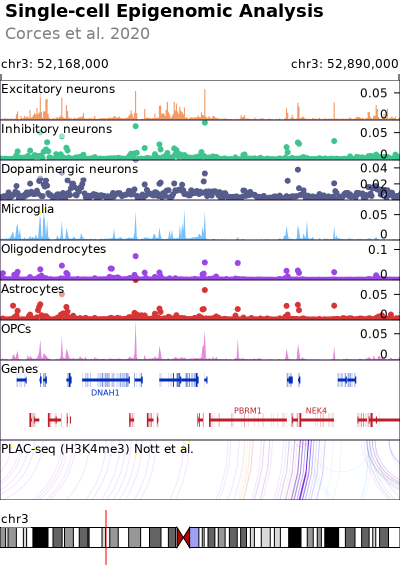 Single-cell Epigenomic Analysis
Corces et al. 2020
chr3: 52,168,000 chr3: 52,890,000
Excitatory neurons
0.05
0
Inhibitory neurons
0.05
0
Dopaminergic neurons
0.04
0.02
0
Microglia
0.05
0
Oligodendrocytes
0.1
0
Astrocytes
0.05
0
OPCs
0.05
0
Genes
DNAH1
PBRM1 NEK4
PLAC-seq (H3K4me3) Nott et al.
chr3